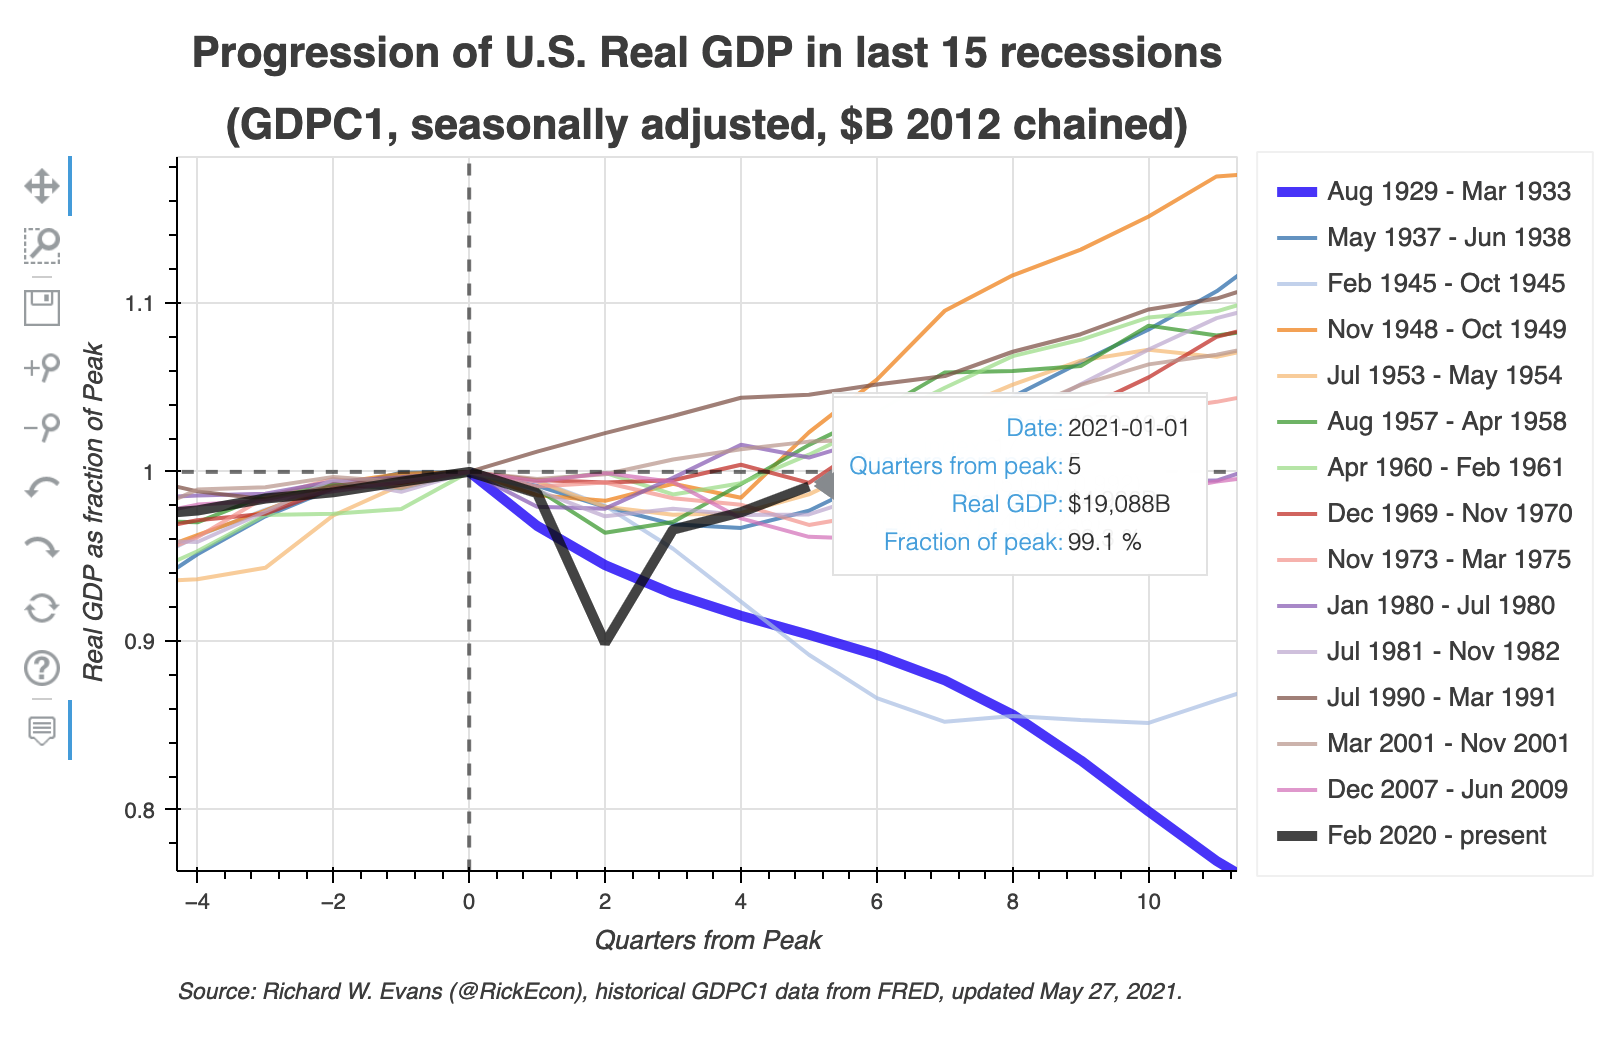 Progression of U.S. Real GDP in last 15 recessions
(GDPC1, seasonally adjusted, $B 2012 chained)
Real GDP as fraction of Peak
1.1
1
0.9
0.8
−4
−2
0
2
4
6
8
10
Quarters from Peak
Date: 2021-01-01
Quarters from peak: 5
Real GDP: $19,088B
Fraction of peak: 99.1 %
Aug 1929 - Mar 1933
May 1937 - Jun 1938
Feb 1945 - Oct 1945
Nov 1948 - Oct 1949
Jul 1953 - May 1954
Aug 1957 - Apr 1958
Apr 1960 - Feb 1961
Dec 1969 - Nov 1970
Nov 1973 - Mar 1975
Jan 1980 - Jul 1980
Jul 1981 - Nov 1982
Jul 1990 - Mar 1991
Mar 2001 - Nov 2001
Dec 2007 - Jun 2009
Feb 2020 - present
Source: Richard W. Evans (@RickEcon), historical GDPC1 data from FRED, updated May 27, 2021.